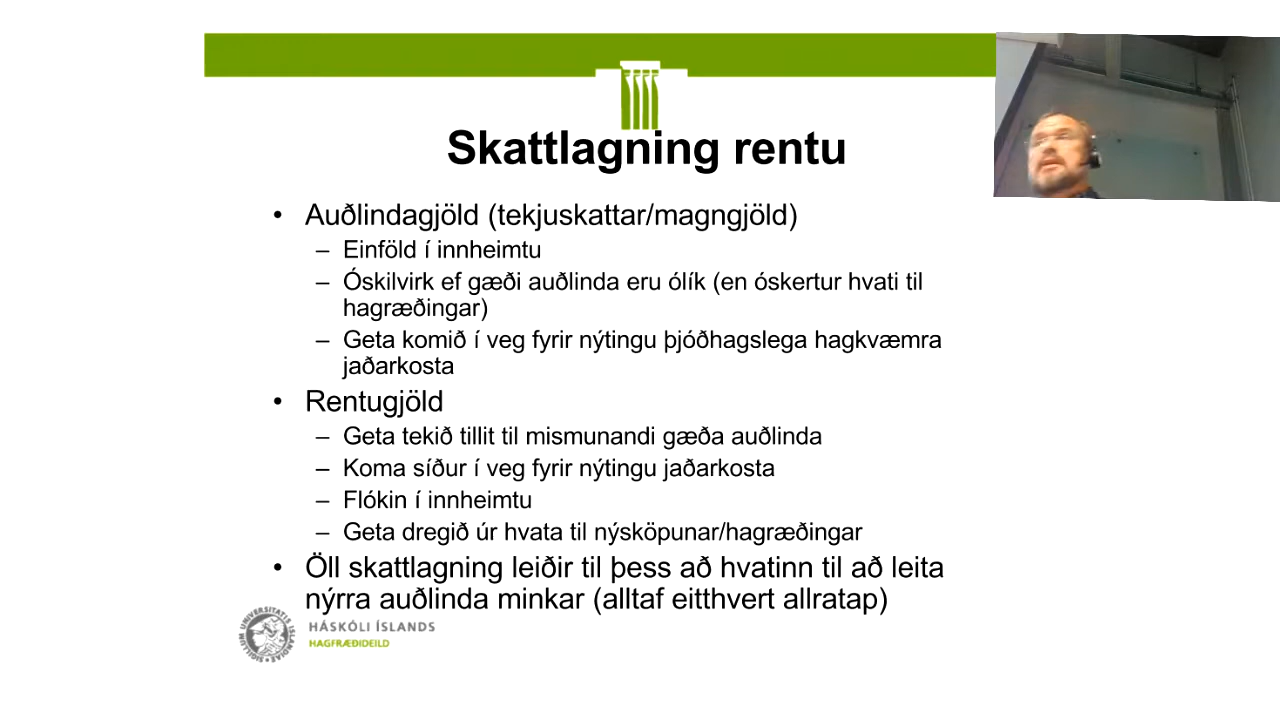 Skattlagning rentu
• Auðlindagjöld (tekjuskattar/magngjöld)
– Einföld í innheimtu
– Óskilvirk ef gæði auðlinda eru ólík (en óskertur hvati til
hagræðingar)
– Geta komið í veg fyrir nýtingu þjóðhagslega hagkvæmra
jaðarkosta
• Rentugjöld
– Geta tekið tillit til mismunandi gæða auðlinda
– Koma síður í veg fyrir nýtingu jaðarkosta
– Flókin í innheimtu
– Geta dregið úr hvata til nýsköpunar/hagræðingar
• Öll skattlagning leiðir til þess að hvatinn til að leita
nýrra auðlinda minkar (alltaf eitthvert allratap)
HÁSKÓLI ÍSLANDS
HAGFRÆÐIDEILD